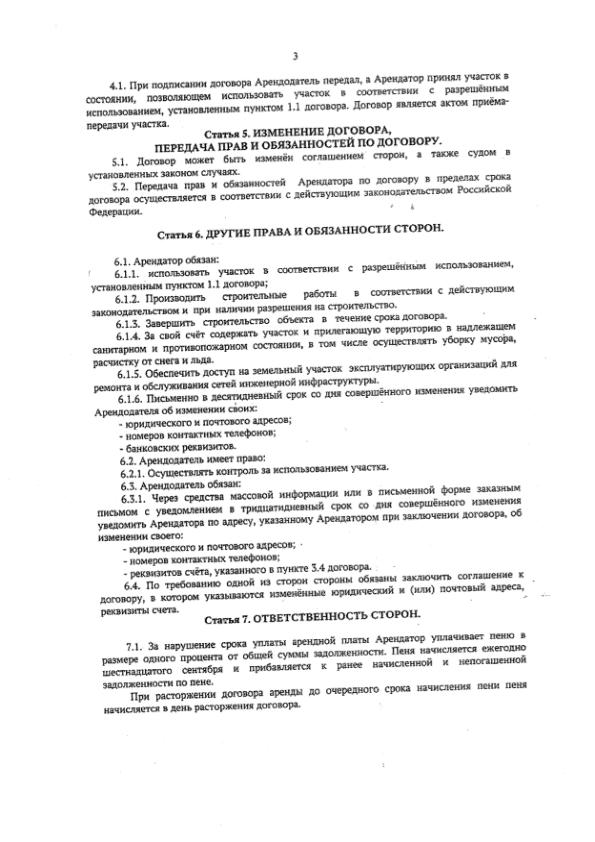 3
4.1. При подписании договора Арендодатель передал, а Арендатор принял участок в
состоянии, позволяющем использовать участок в соответствии с разрешённым
использованием, установленным пунктом 1.1 договора. Договор является актом приёма-
передачи участка.
Статья 5. ИЗМЕНЕНИЕ ДОГОВОРА,
ПЕРЕДАЧА ПРАВ И ОБЯЗАННОСТЕЙ ПО ДОГОВОРУ.
5.1. Договор может быть изменён соглашением сторон, а также судом в
установленных законом случаях.
5.2. Передача прав и обязанностей Арендатора по договору в пределах срока
договора осуществляется в соответствии с действующим законодательством Российской
Федерации.
Статья 6. ДРУГИЕ ПРАВА И ОБЯЗАННОСТИ СТОРОН.
6.1. Арендатор обязан:
6.1.1. использовать участок в соответствии с разрешённым использованием,
установленным пунктом 1.1 договора;
6.1.2. Производить строительные работы в соответствии с действующим
законодательством и при наличии разрешения на строительство.
6.1.3. Завершить строительство объекта в течение срока договора.
6.1.4. За свой счёт содержать участок и прилегающую территорию в надлежащем
санитарном и противопожарном состоянии, в том числе осуществлять уборку мусора,
расчистку от снега и льда.
6.1.5. Обеспечить доступ на земельный участок эксплуатирующих организаций для
ремонта и обслуживания сетей инженерной инфраструктуры.
6.1.6. Письменно в десятидневный срок со дня совершённого изменения уведомить
Арендодателя об изменении своих:
- юридического и почтового адресов;
- номеров контактных телефонов;
- банковских реквизитов.
6.2. Арендодатель имеет право:
6.2.1. Осуществлять контроль за использованием участка.
6.3. Арендодатель обязан:
6.3.1. Через средства массовой информации или в письменной форме заказным
письмом с уведомлением в тридцатидневный срок со дня совершённого изменения
уведомить Арендатора по адресу, указанному Арендатором при заключении договора, об
изменении своего:
- юридического и почтового адресов;
- номеров контактных телефонов;
- реквизитов счёта, указанного в пункте 3.4 договора.
6.4. По требованию одной из сторон стороны обязаны заключить соглашение к
договору, в котором указываются изменённые юридический и (или) почтовый адреса,
реквизиты счета.
Статья 7. ОТВЕТСТВЕННОСТЬ СТОРОН.
7.1. За нарушение срока уплаты арендной платы Арендатор уплачивает пеню в
размере одного процента от общей суммы задолженности. Пеня начисляется ежегодно
шестнадцатого сентября и прибавляется к ранее начисленной и непогашенной
задолженности по пене.
При расторжении договора аренды до очередного срока начисления пени пеня
начисляется в день расторжения договора.